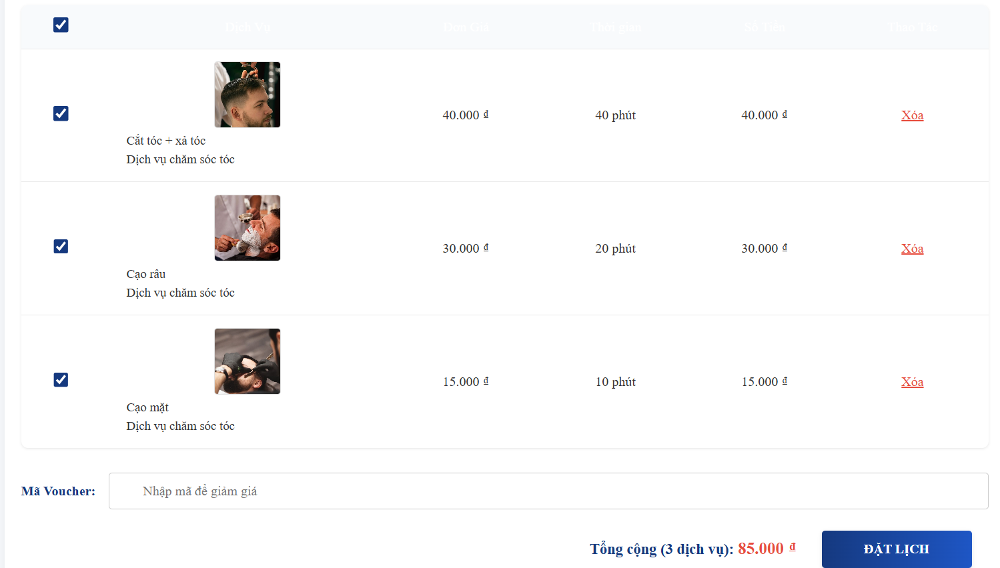 Dịch Vụ Đơn Giá Thời gian Số Tiền Thao Tác
40.000 ₫ 40 phút 40.000 ₫ Xóa
Cắt tóc + xả tóc
Dịch vụ chăm sóc tóc
30.000 ₫ 20 phút 30.000 ₫ Xóa
Cạo râu
Dịch vụ chăm sóc tóc
15.000 ₫ 10 phút 15.000 ₫ Xóa
Cạo mặt
Dịch vụ chăm sóc tóc
Mã Voucher: Nhập mã để giảm giá
Tổng cộng (3 dịch vụ): 85.000 ₫ ĐẶT LỊCH